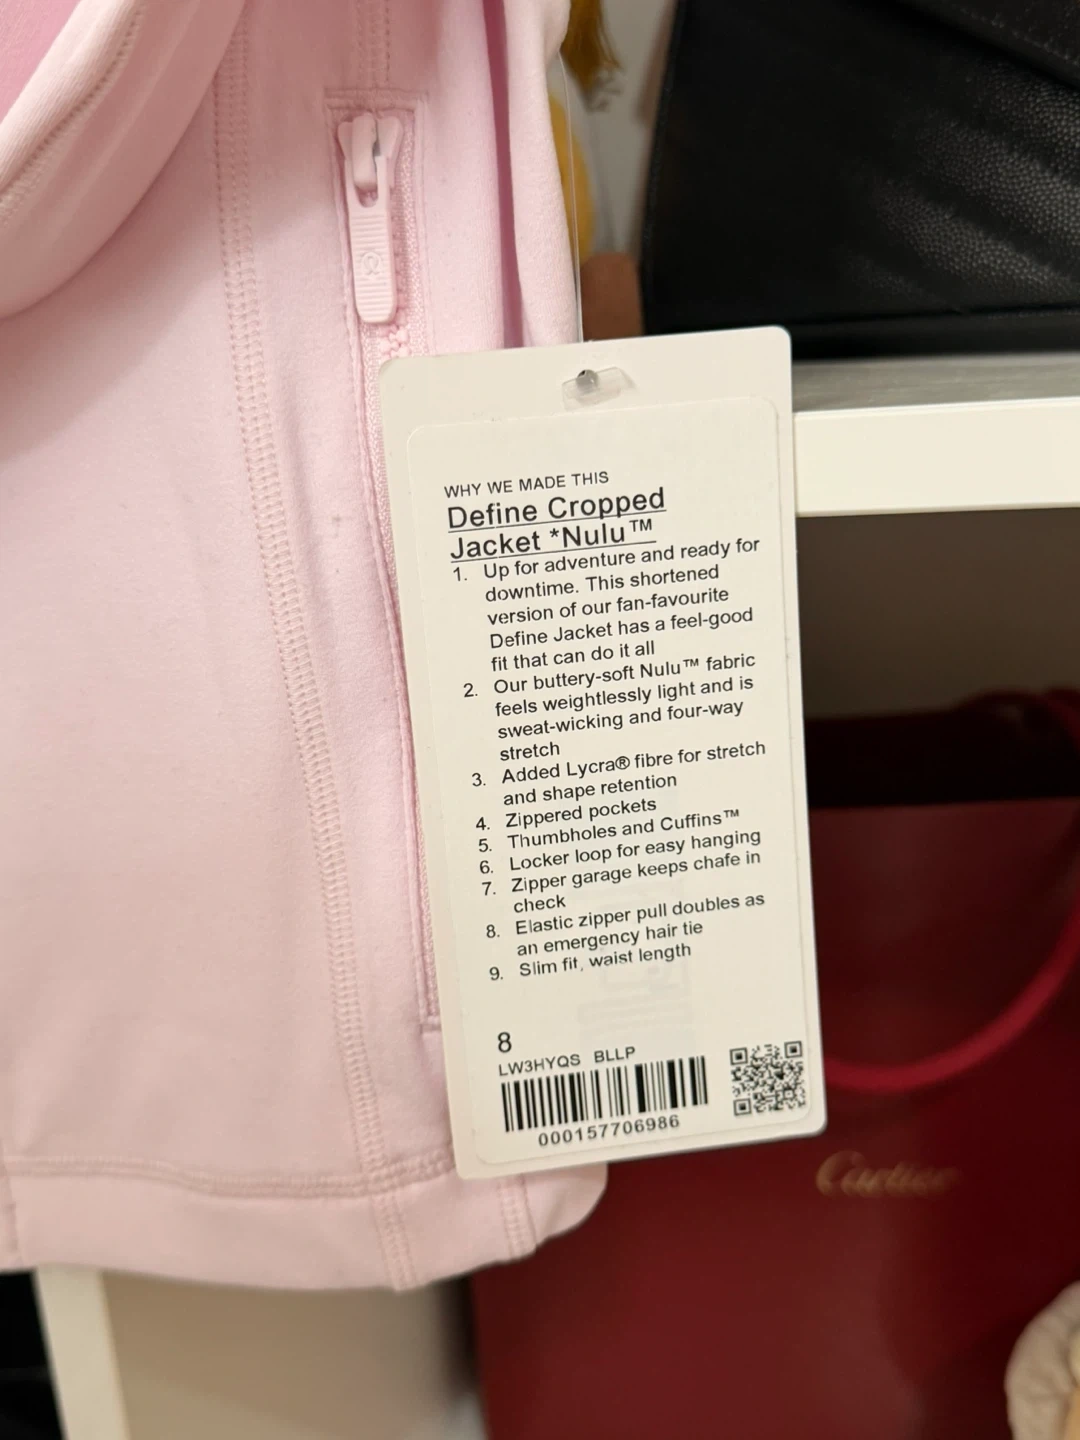 WHY WE MADE THIS
Define Cropped
Jacket *Nulu™
1. Up for adventure and ready for
downtime. This shortened
version of our fan-favourite
Define Jacket has a feel-good
fit that can do it all
2. Our buttery-soft Nulu™ fabric
feels weightlessly light and is
sweat-wicking and four-way
stretch
3. Added Lycra® fibre for stretch
and shape retention
4. Zippered pockets
5. Thumbholes and Cuffins™
6. Locker loop for easy hanging
7. Zipper garage keeps chafe in
check
8. Elastic zipper pull doubles as
an emergency hair tie
9. Slim fit, waist length
8
LW3HYQS BLLP
000157706986
Cartier